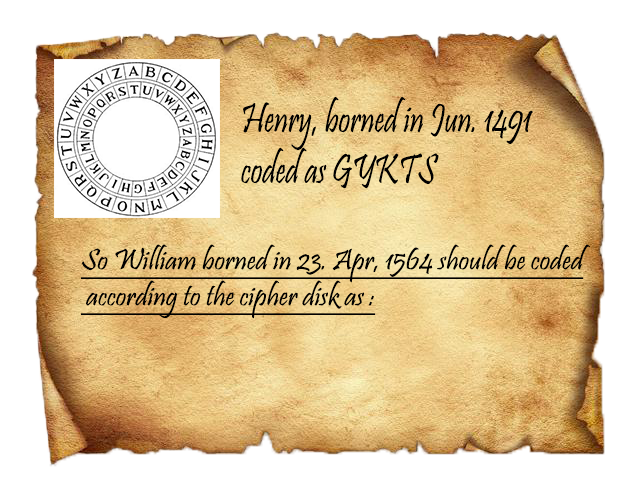 A B C D E F G H I J K L M N O P Q R S T U V W X Y Z
A B C D E F G H I J K L M N O P Q R S T U V W X Y Z
Henry, borned in Jun. 1491
coded as GYKTS
So William borned in 23. Apr, 1564 should be coded
according to the cipher disk as :